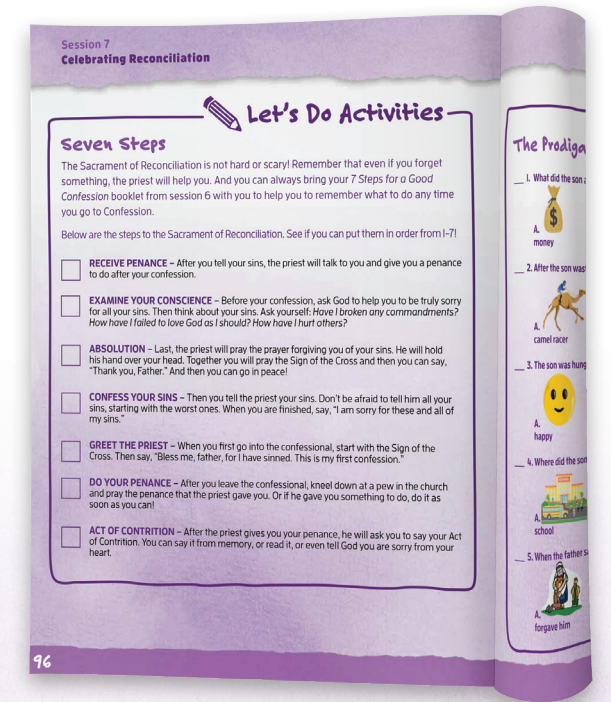 Session 7
Celebrating Reconciliation
Let's Do Activities
Seven Steps
The Sacrament of Reconciliation is not hard or scary! Remember that even if you forget
something, the priest will help you. And you can always bring your 7 Steps for a Good
Confession booklet from session 6 with you to help you to remember what to do any time
you go to Confession.
Below are the steps to the Sacrament of Reconciliation. See if you can put them in order from 1-7!
RECEIVE PENANCE – After you tell your sins, the priest will talk to you and give you a penance
to do after your confession.
EXAMINE YOUR CONSCIENCE – Before your confession, ask God to help you to be truly sorry
for all your sins. Then think about your sins. Ask yourself: Have I broken any commandments?
How have I failed to love God as I should? How have I hurt others?
ABSOLUTION – Last, the priest will pray the prayer forgiving you of your sins. He will hold
his hand over your head. Together you will pray the Sign of the Cross and then you can say,
"Thank you, Father." And then you can go in peace!
CONFESS YOUR SINS – Then you tell the priest your sins. Don't be afraid to tell him all your
sins, starting with the worst ones. When you are finished, say, "I am sorry for these and all of
my sins."
GREET THE PRIEST – When you first go into the confessional, start with the Sign of the
Cross. Then say, "Bless me, father, for I have sinned. This is my first confession."
DO YOUR PENANCE – After you leave the confessional, kneel down at a pew in the church
and pray the penance that the priest gave you. Or if he gave you something to do, do it as
soon as you can!
ACT OF CONTRITION – After the priest gives you your penance, he will ask you to say your Act
of Contrition. You can say it from memory, or read it, or even tell God you are sorry from your
heart.
96
The Prodiga
__ 1. What did the son
$
A.
money
__ 2. After the son was
A.
camel racer
__ 3. The son was hung
A.
happy
__ 4. Where did the son
A.
school
__ 5. When the father s
A.
forgave him